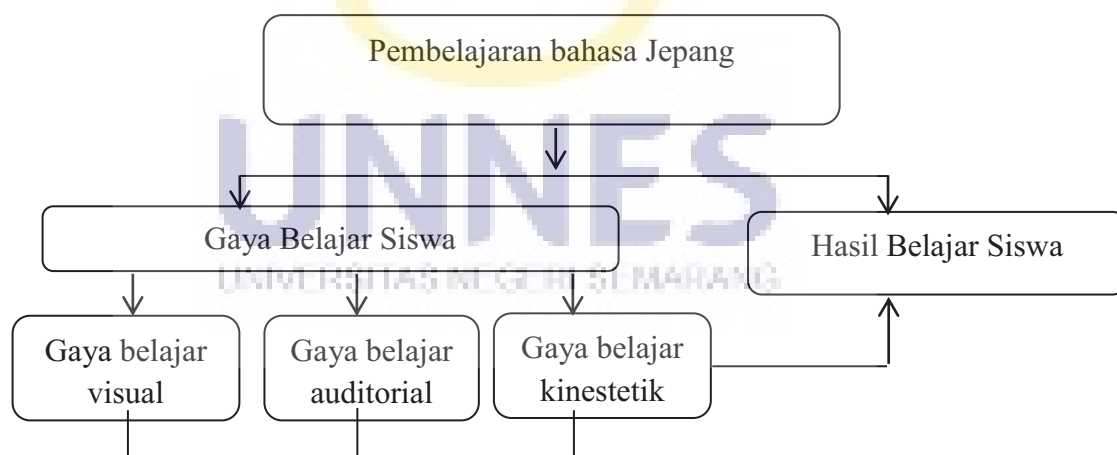 Pembelajaran bahasa Jepang
UNNES
Gaya Belajar Siswa
Hasil Belajar Siswa
UNIVERSITAS NEGERI SEMARANG
Gaya belajar
visual
Gaya belajar
auditorial
Gaya belajar
kinestetik